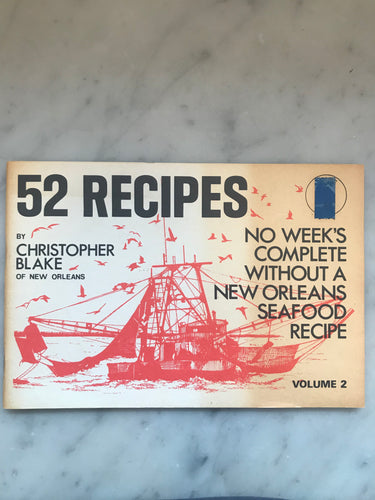 52 RECIPES
BY
CHRISTOPHER
BLAKE
OF NEW ORLEANS
NO WEEK'S
COMPLETE
WITHOUT A
NEW ORLEANS
SEAFOOD
RECIPE
VOLUME 2